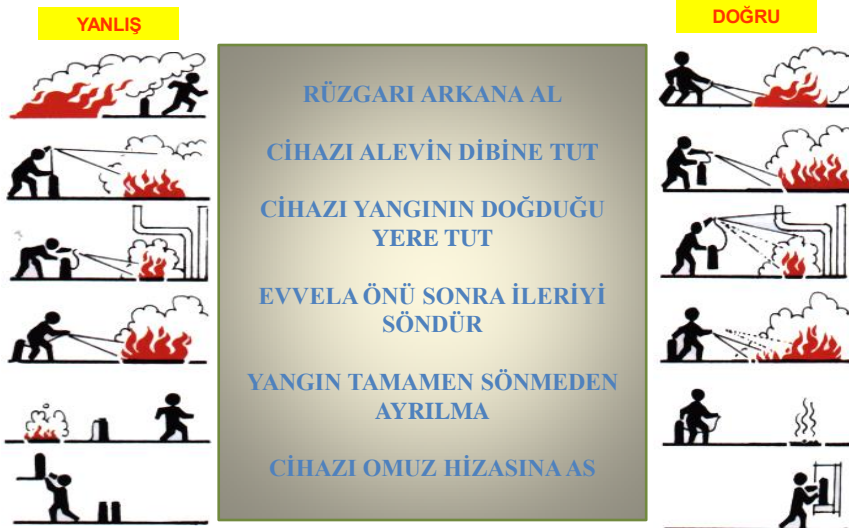 YANLIŞ
DOĞRU
RÜZGARI ARKANA AL
CİHAZI ALEVİN DİBİNE TUT
CİHAZI YANGININ DOĞDUĞU
YERE TUT
EVVELA ÖNÜ SONRA İLERİYİ
SÖNDÜR
YANGIN TAMAMEN SÖNMEDEN
AYRILMA
CİHAZI OMUZ HİZASINA AS